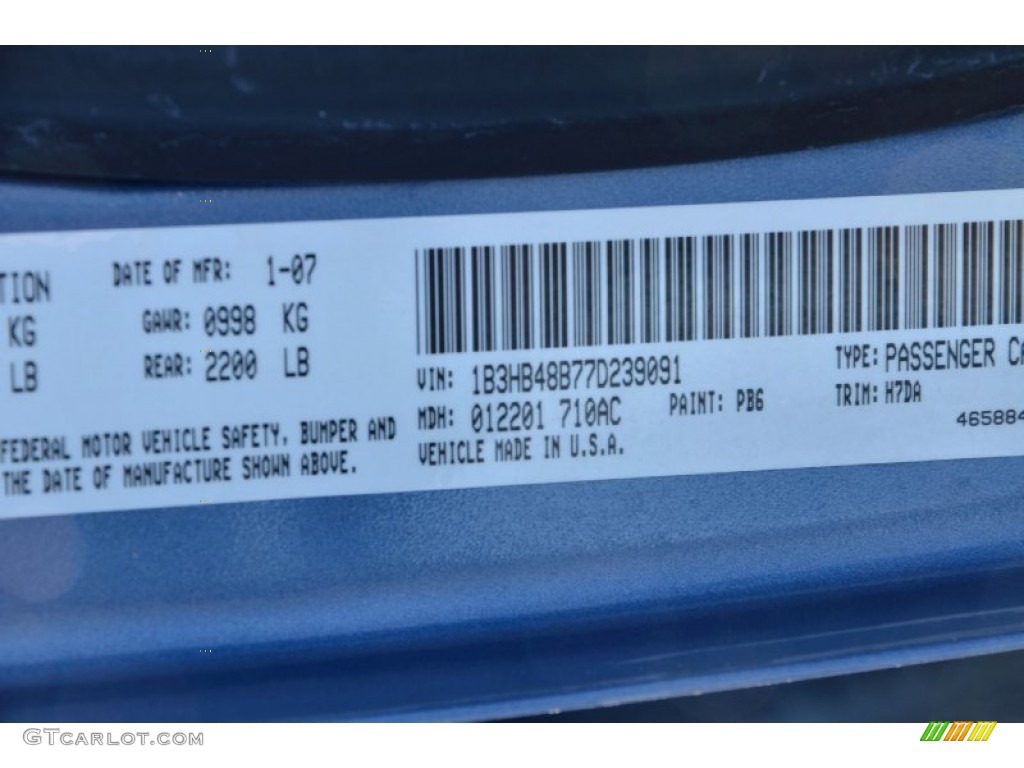 TION DATE OF MFR: 1-07
KG GAWR: 0998 KG
LB REAR: 2200 LB
FEDERAL MOTOR VEHICLE SAFETY, BUMPER AND
THE DATE OF MANUFACTURE SHOWN ABOVE.
VIN: 1B3HB48B77D239091 TYPE: PASSENGER CA
MDH: 012201 710AC PAINT: PB6 TRIM: H7DA
VEHICLE MADE IN U.S.A. 465884
GTCARLOT.COM